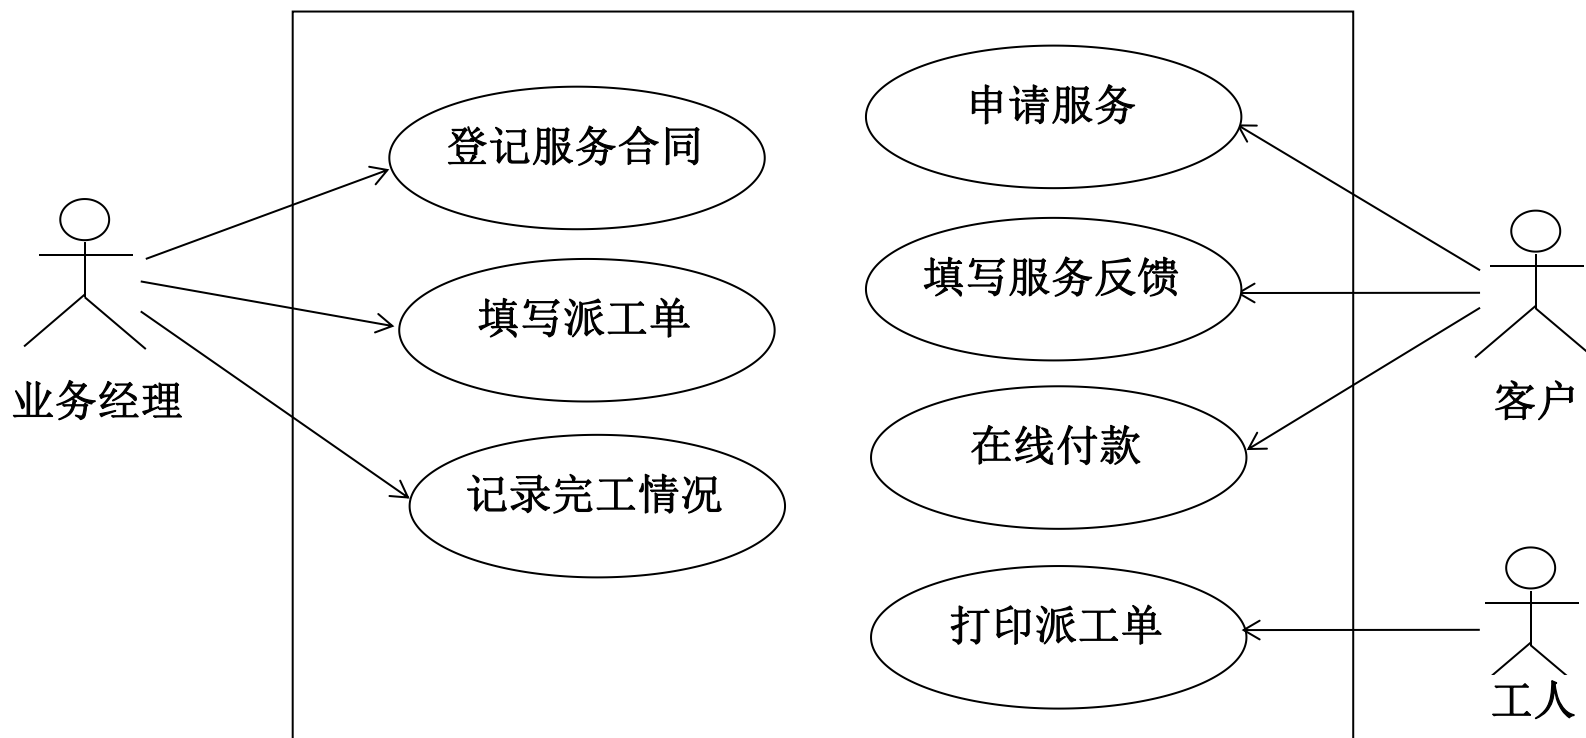 申请服务
登记服务合同
填写服务反馈
填写派工单
业务经理
客户
在线付款
记录完工情况
打印派工单
工人